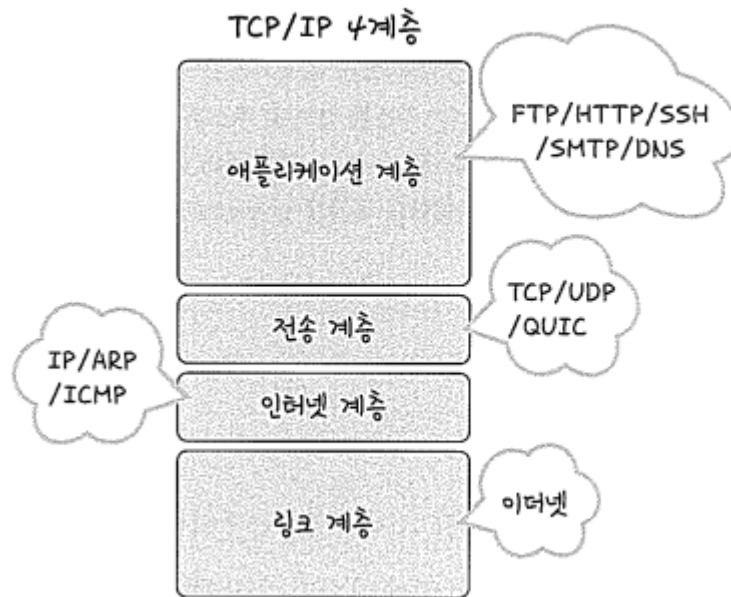 TCP/IP 4계층
FTP/HTTP/SSH
/SMTP/DNS
애플리케이션 계층
TCP/UDP
/QUIC
전송 계층
IP/ARP
/ICMP
인터넷 계층
이더넷
링크 계층